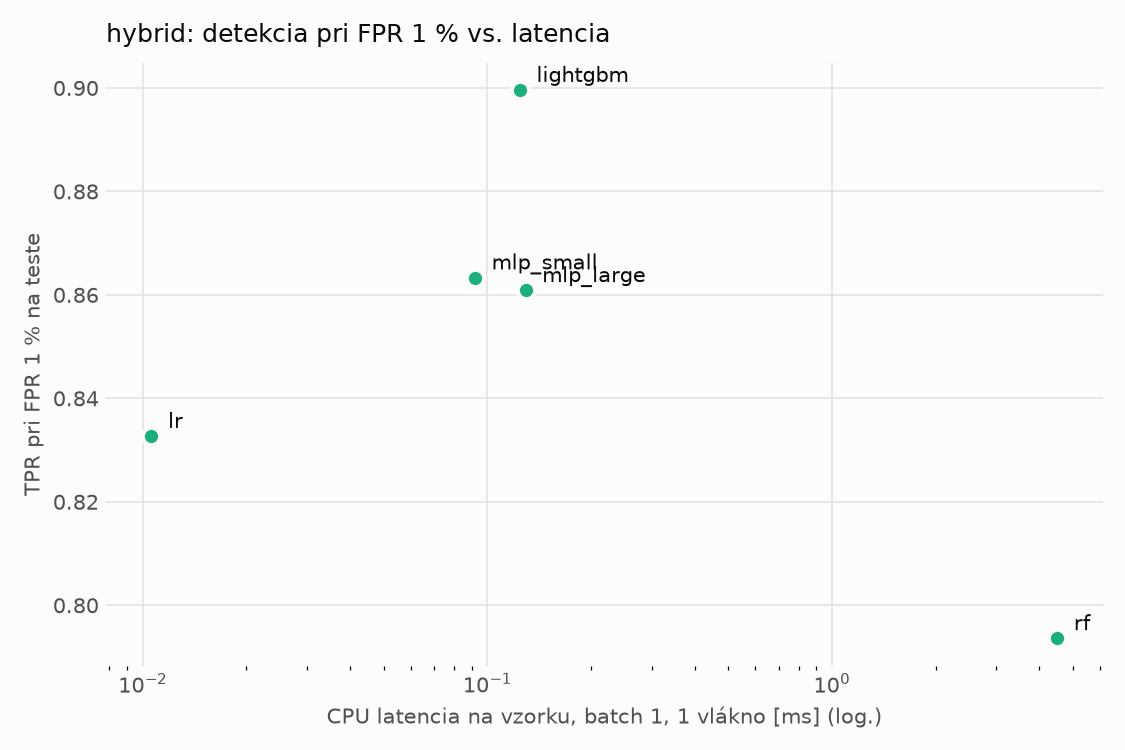 hybrid: detekcia pri FPR 1 % vs. latencia
TPR pri FPR 1 % na teste
0.90
0.88
0.86
0.84
0.82
0.80
lightgbm
mlp_small
mlp_large
lr
rf
10⁻²
10⁻¹
10⁰
CPU latencia na vzorku, batch 1, 1 vlákno [ms] (log.)